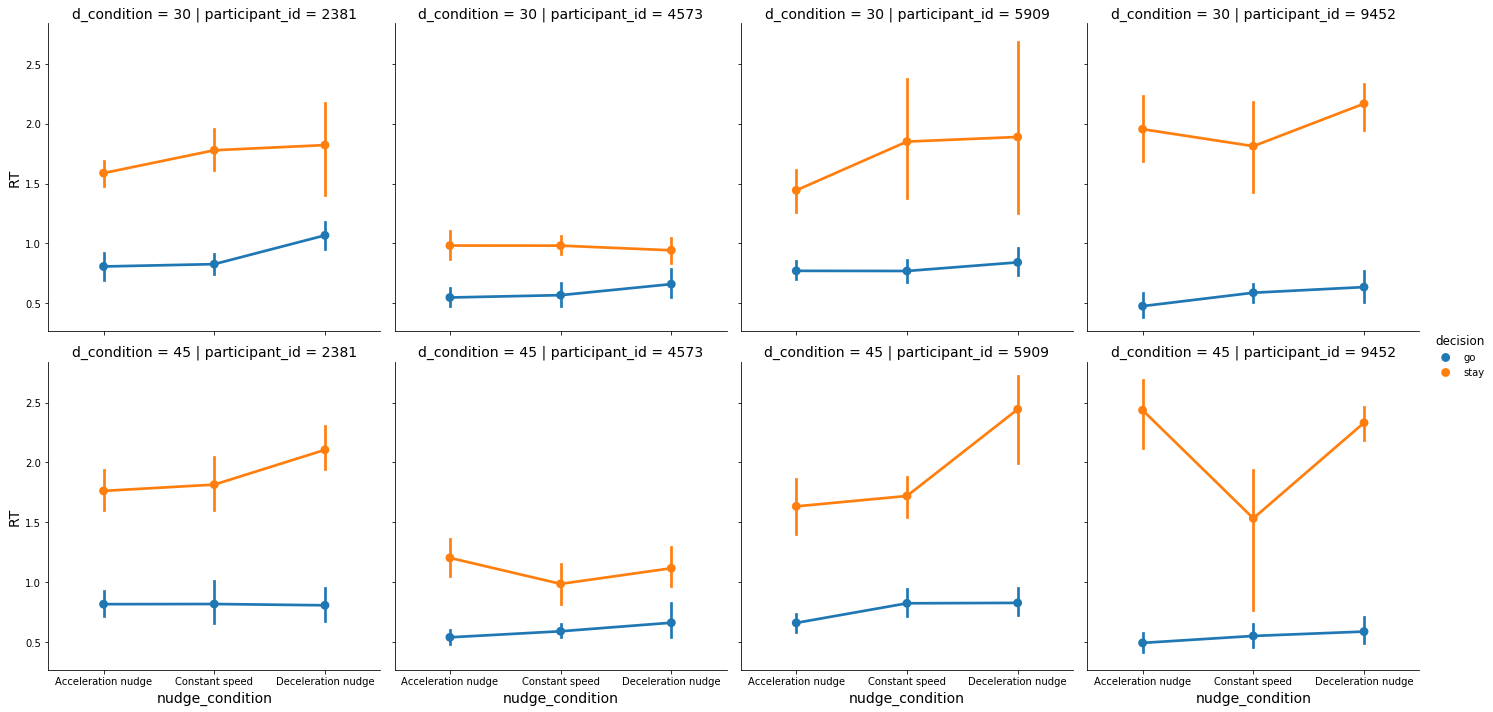 d_condition = 30 | participant_id = 2381
d_condition = 30 | participant_id = 4573
d_condition = 30 | participant_id = 5909
d_condition = 30 | participant_id = 9452
2.5
2.0
1.5
1.0
0.5
RT
d_condition = 45 | participant_id = 2381
d_condition = 45 | participant_id = 4573
d_condition = 45 | participant_id = 5909
d_condition = 45 | participant_id = 9452
decision
go
stay
2.5
2.0
1.5
1.0
0.5
RT
Acceleration nudge Constant speed Deceleration nudge
nudge_condition
Acceleration nudge Constant speed Deceleration nudge
nudge_condition
Acceleration nudge Constant speed Deceleration nudge
nudge_condition
Acceleration nudge Constant speed Deceleration nudge
nudge_condition